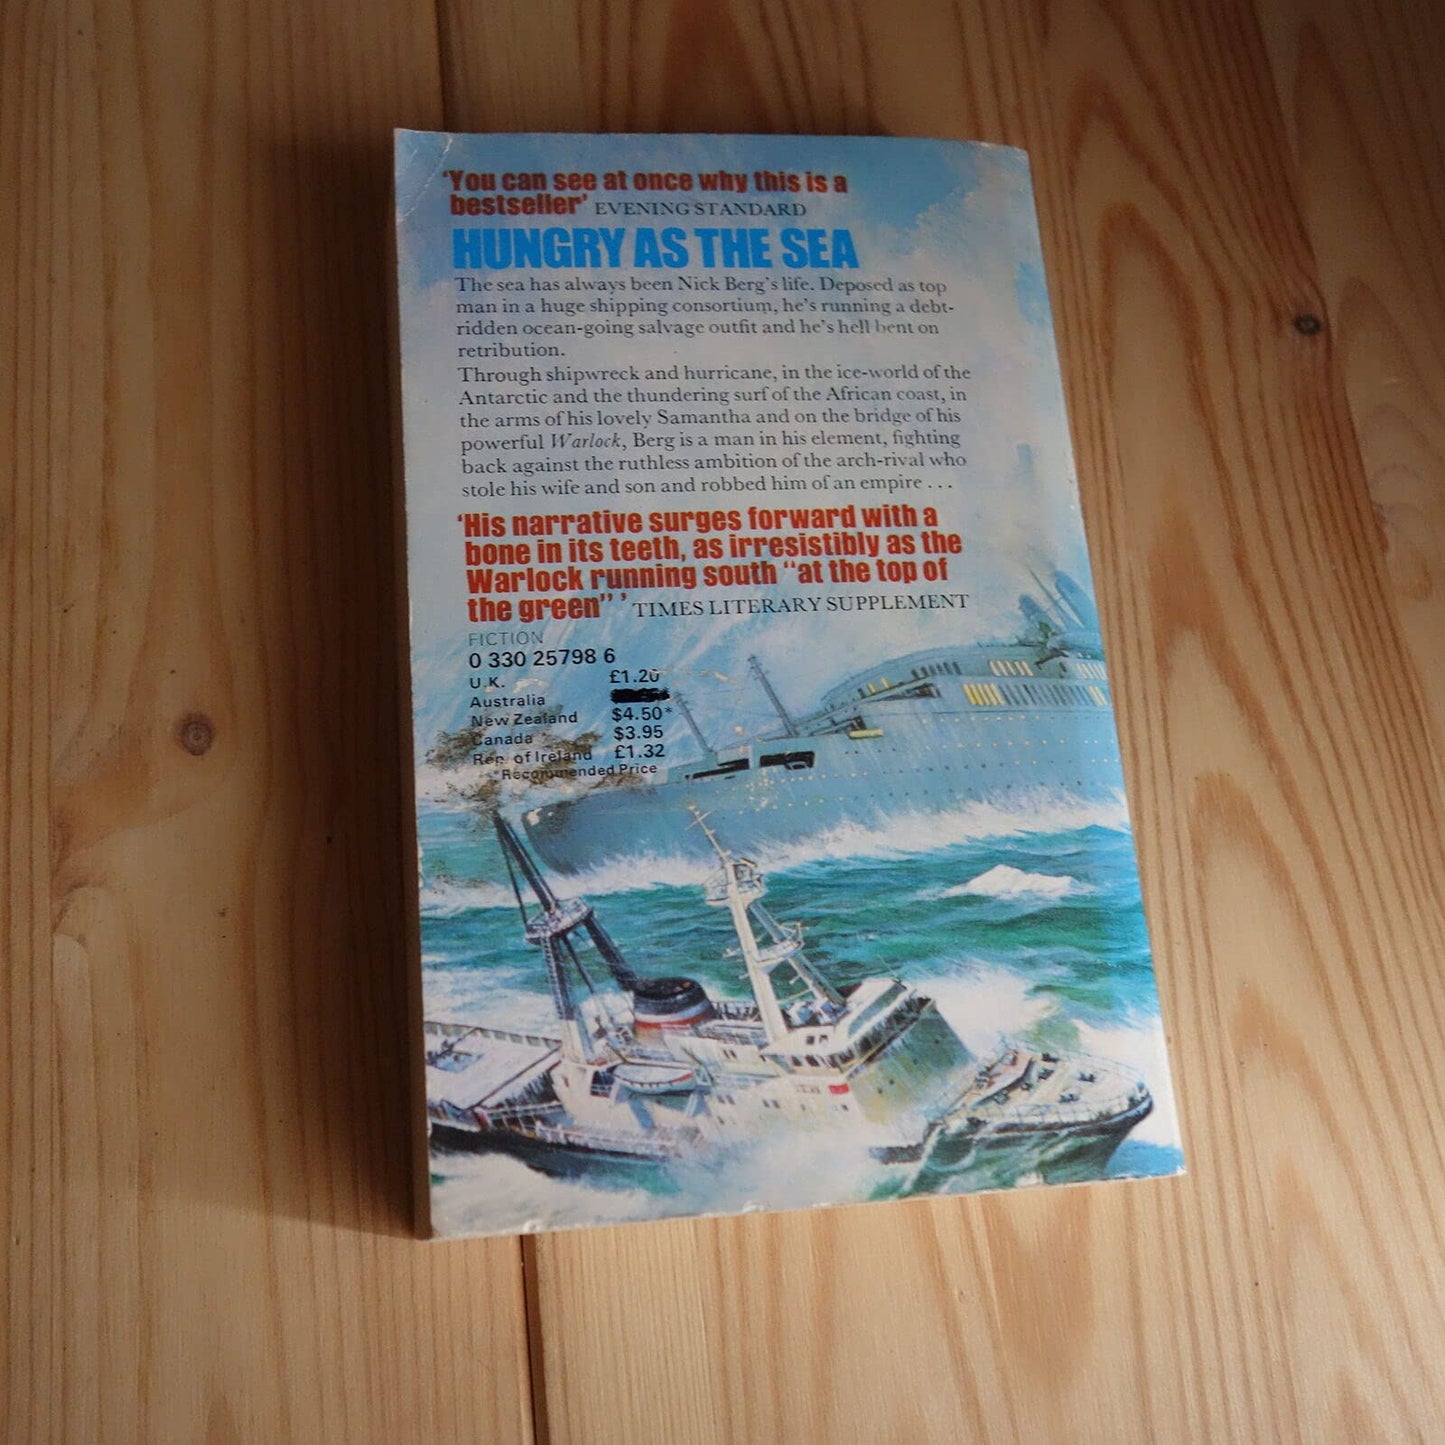 ‘You can see at once why this is a
bestseller’ EVENING STANDARD
HUNGRY AS THE SEA
The sea has always been Nick Berg’s life. Deposed as top
man in a huge shipping consortium, he’s running a debt-
ridden ocean-going salvage outfit and he’s hell bent on
retribution.
Through shipwreck and hurricane, in the ice-world of the
Antarctic and the thundering surf of the African coast, in
the arms of his lovely Samantha and on the bridge of his
powerful Warlock, Berg is a man in his element, fighting
back against the ruthless ambition of the arch-rival who
stole his wife and son and robbed him of an empire . . .
‘His narrative surges forward with a
bone in its teeth, as irresistibly as the
Warlock running south “at the top of
the green” ’ TIMES LITERARY SUPPLEMENT
FICTION
0 330 25798 6
U.K. £1.20
Australia
New Zealand $4.50*
Canada $3.95
Rep. of Ireland £1.32
*Recommended Price